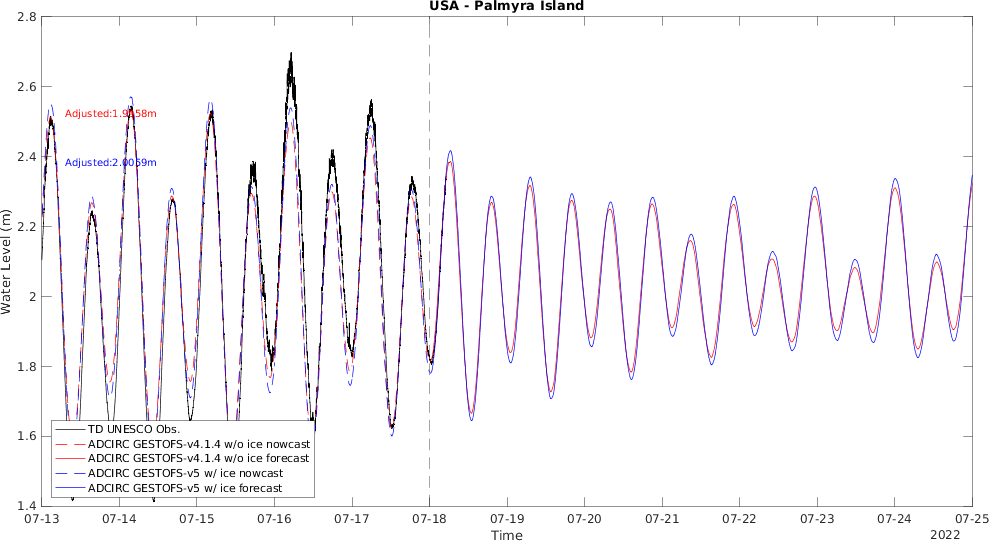 USA - Palmyra Island
2.8
2.6
2.4
2.2
2
1.8
1.6
1.4
Water Level (m)
Adjusted:1.9158m
Adjusted:2.0059m
TD UNESCO Obs.
ADCIRC GESTOFS-v4.1.4 w/o ice nowcast
ADCIRC GESTOFS-v4.1.4 w/o ice forecast
ADCIRC GESTOFS-v5 w/ ice nowcast
ADCIRC GESTOFS-v5 w/ ice forecast
07-13 07-14 07-15 07-16 07-17 07-18 07-19 07-20 07-21 07-22 07-23 07-24 07-25
Time
2022